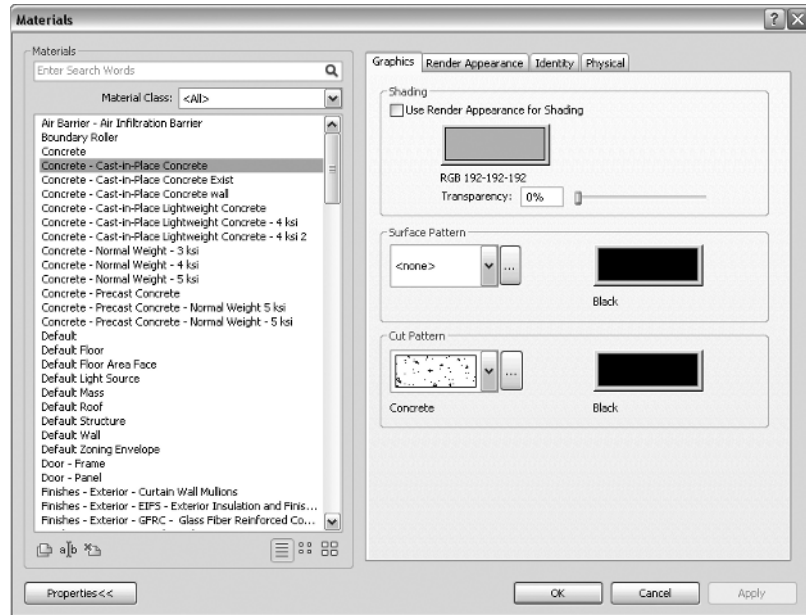 Materials
Materials
Enter Search Words
Material Class: <All>
Air Barrier - Air Infiltration Barrier
Boundary Roller
Concrete
Concrete - Cast-in-Place Concrete
Concrete - Cast-in-Place Concrete Exist
Concrete - Cast-in-Place Concrete wall
Concrete - Cast-in-Place Lightweight Concrete
Concrete - Cast-in-Place Lightweight Concrete - 4 ksi
Concrete - Cast-in-Place Lightweight Concrete - 4 ksi 2
Concrete - Normal Weight - 3 ksi
Concrete - Normal Weight - 4 ksi
Concrete - Normal Weight - 5 ksi
Concrete - Precast Concrete
Concrete - Precast Concrete - Normal Weight 5 ksi
Concrete - Precast Concrete - Normal Weight - 5 ksi
Default
Default Floor
Default Floor Area Face
Default Light Source
Default Mass
Default Roof
Default Structure
Default Wall
Default Zoning Envelope
Door - Frame
Door - Panel
Finishes - Exterior - Curtain Wall Mullions
Finishes - Exterior - EIFS - Exterior Insulation and Finis...
Finishes - Exterior - GFRC - Glass Fiber Reinforced Co...
Properties<<
Graphics Render Appearance Identity Physical
Shading
Use Render Appearance for Shading
RGB 192-192-192
Transparency: 0%
Surface Pattern
<none> ...
Black
Cut Pattern
...
Concrete Black
OK Cancel Apply